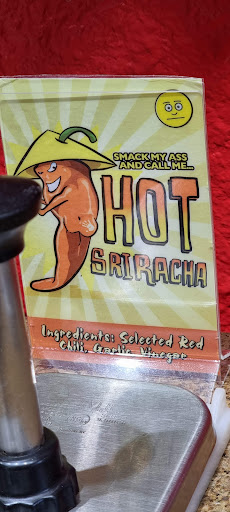 SMACK MY ASS
AND CALL ME...
HOT
SRIRACHA
Ingredients: Selected Red
Chili, Garlic, Vinegar